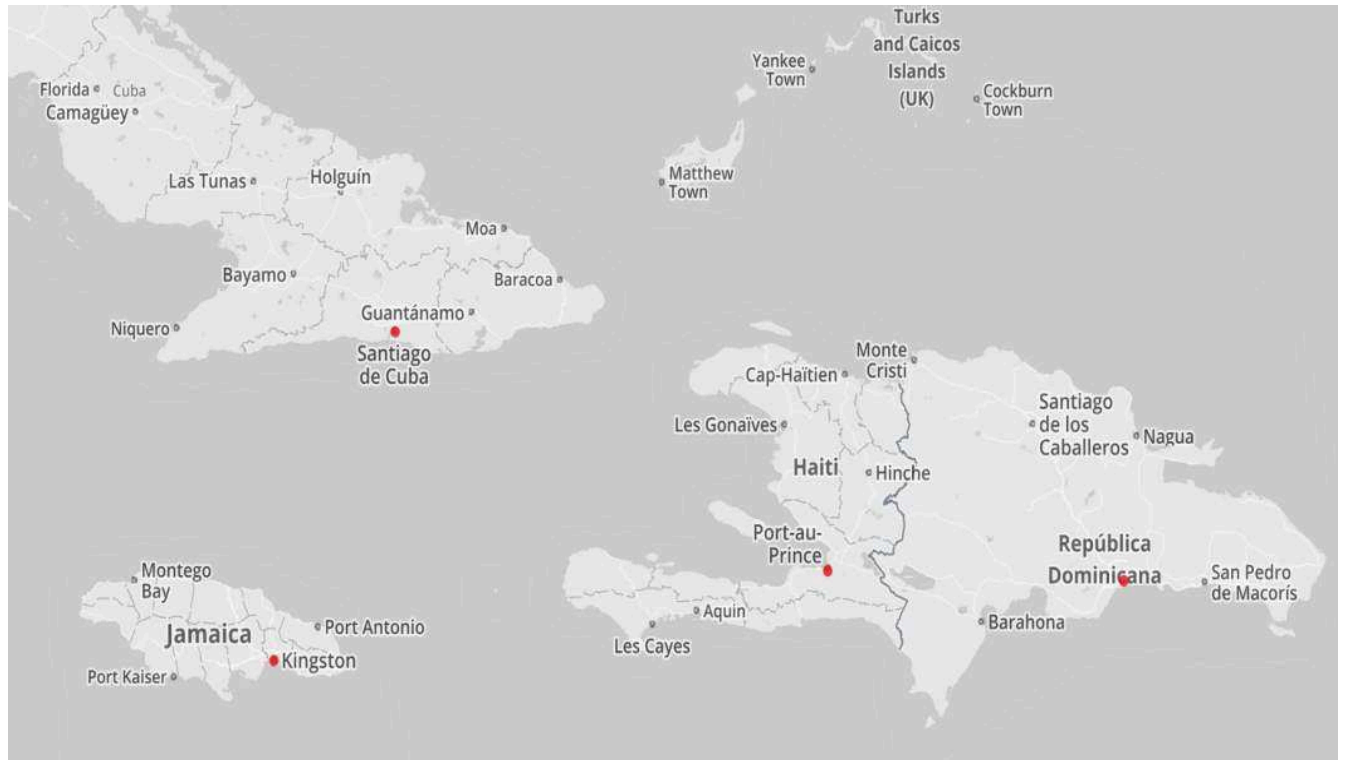 Turks
and Caicos
Islands
(UK)
Yankee
Town
Cockburn
Town
Florida
Cuba
Camagüey
Matthew
Town
Las Tunas
Holguín
Moa
Bayamo
Baracoa
Guantánamo
Niquero
Santiago
de Cuba
Monte
Cristi
Cap-Haïtien
Santiago
de los
Caballeros
Les Gonaïves
Nagua
Haiti
Hinche
Port-au-
Prince
República
Dominicana
San Pedro
de Macorís
Montego
Bay
Aquin
Barahona
Jamaica
Port Antonio
Les Cayes
Kingston
Port Kaiser